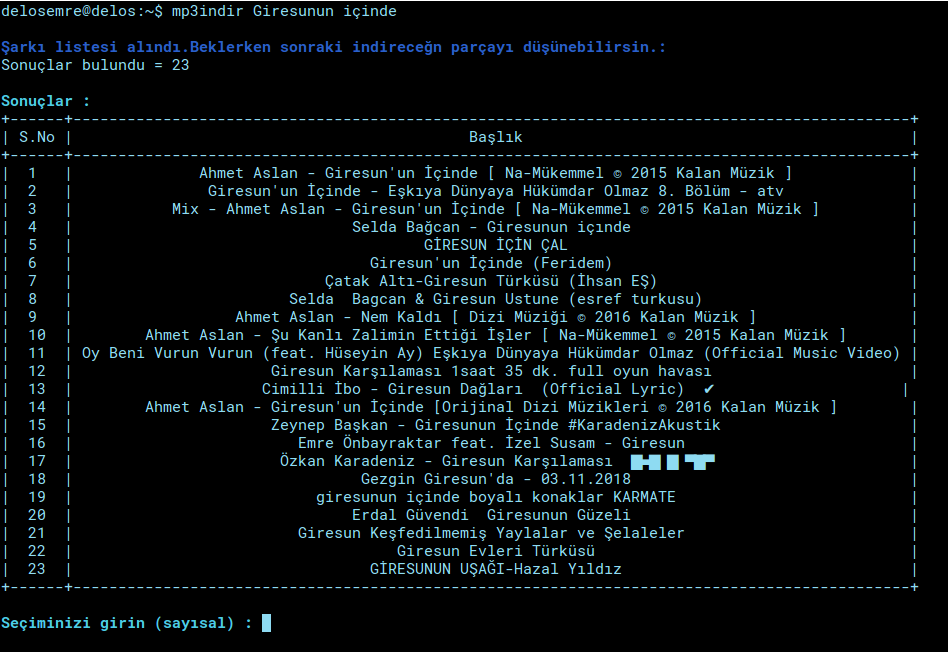 delosemre@delos:~$ mp3indir Giresunun içinde
Şarkı listesi alındı.Beklerken sonraki indireceğn parçayı düşünebilirsin.:
Sonuçlar bulundu = 23
Sonuçlar :
+------+---------------------------------------------------------------------------------------------+
| S.No | Başlık |
+------+---------------------------------------------------------------------------------------------+
| 1 | Ahmet Aslan - Giresun'un İçinde [ Na-Mükemmel © 2015 Kalan Müzik ] |
| 2 | Giresun'un İçinde - Eşkıya Dünyaya Hükümdar Olmaz 8. Bölüm - atv |
| 3 | Mix - Ahmet Aslan - Giresun'un İçinde [ Na-Mükemmel © 2015 Kalan Müzik ] |
| 4 | Selda Bağcan - Giresunun içınde |
| 5 | GİRESUN İÇİN ÇAL |
| 6 | Giresun'un İçinde (Feridem) |
| 7 | Çatak Altı-Giresun Türküsü (İhsan EŞ) |
| 8 | Selda  Bagcan & Giresun Ustune (esref turkusu) |
| 9 | Ahmet Aslan - Nem Kaldı [ Dizi Müziği © 2016 Kalan Müzik ] |
| 10 | Ahmet Aslan - Şu Kanlı Zalimin Ettiği İşler [ Na-Mükemmel © 2015 Kalan Müzik ] |
| 11 | Oy Beni Vurun Vurun (feat. Hüseyin Ay) Eşkıya Dünyaya Hükümdar Olmaz (Official Music Video) |
| 12 | Giresun Karşılaması 1saat 35 dk. full oyun havası |
| 13 | Cimilli İbo - Giresun Dağları  (Official Lyric)  ✔ |
| 14 | Ahmet Aslan - Giresun'un İçinde [Orijinal Dizi Müzikleri © 2016 Kalan Müzik ] |
| 15 | Zeynep Başkan - Giresunun İçinde #KaradenizAkustik |
| 16 | Emre Önbayraktar feat. İzel Susam - Giresun |
| 17 | Özkan Karadeniz - Giresun Karşılaması  █▬█ █ ▀█▀ |
| 18 | Gezgin Giresun'da - 03.11.2018 |
| 19 | giresunun içinde boyalı konaklar KARMATE |
| 20 | Erdal Güvendi  Giresunun Güzeli |
| 21 | Giresun Keşfedilmemiş Yaylalar ve Şelaleler |
| 22 | Giresun Evleri Türküsü |
| 23 | GİRESUNUN UŞAĞI-Hazal Yıldız |
+------+---------------------------------------------------------------------------------------------+
Seçiminizi girin (sayısal) :